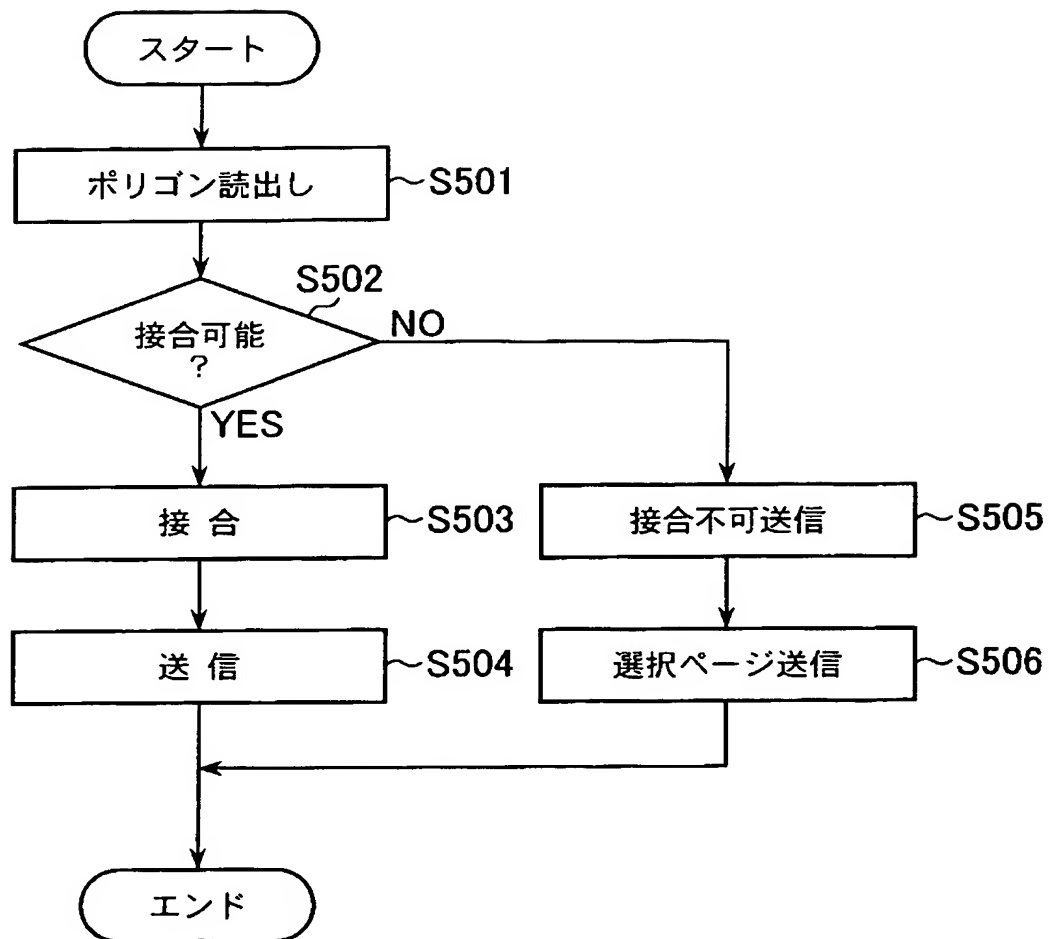 スタート
ポリゴン読出し
S501
S502
接合可能
?
NO
YES
接 合
S503
接合不可送信
S505
送 信
S504
選択ページ送信
S506
エンド